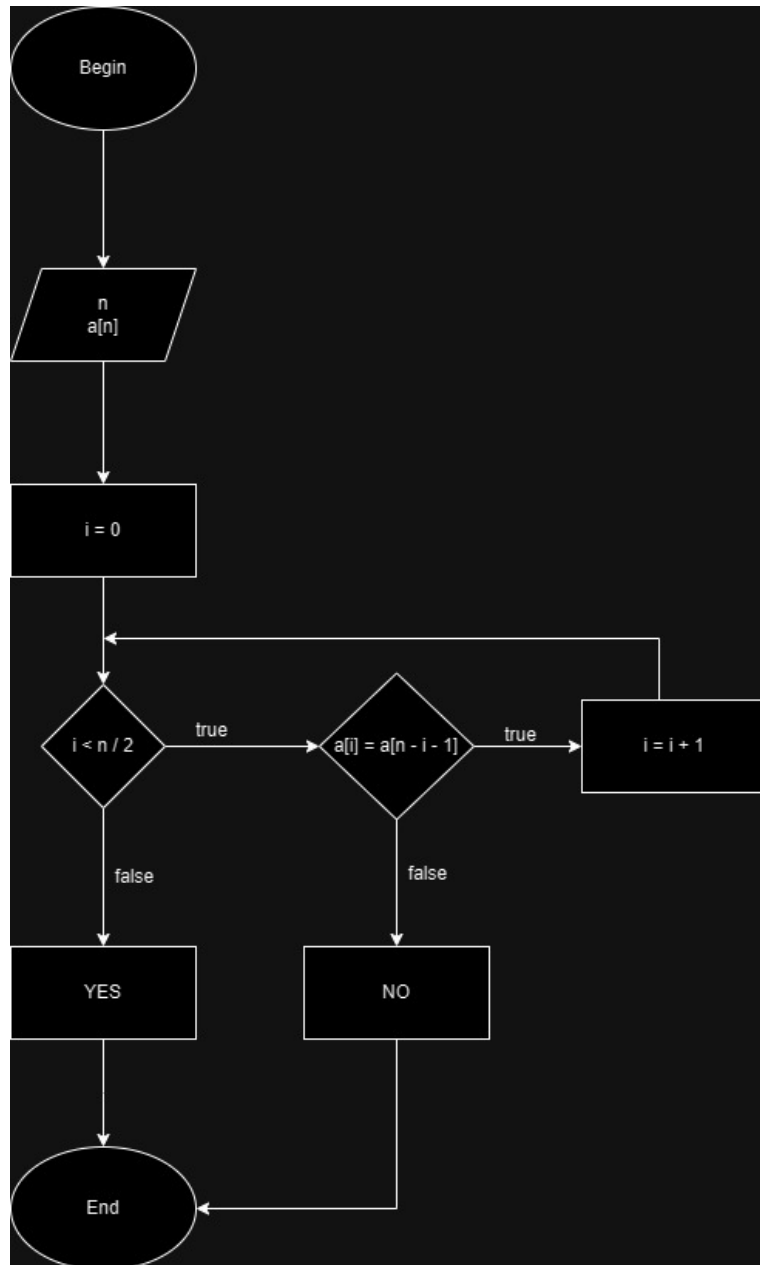 Begin
n
a[n]
i = 0
i < n / 2
true
a[i] = a[n - i - 1]
true
i = i + 1
false
false
YES
NO
End